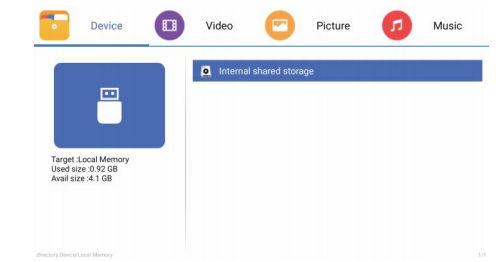 Device
Video
Picture
Music
Internal shared storage
Target :Local Memory
Used size :0.92 GB
Avail size :4.1 GB
directory:Device/Local Memory
1/1